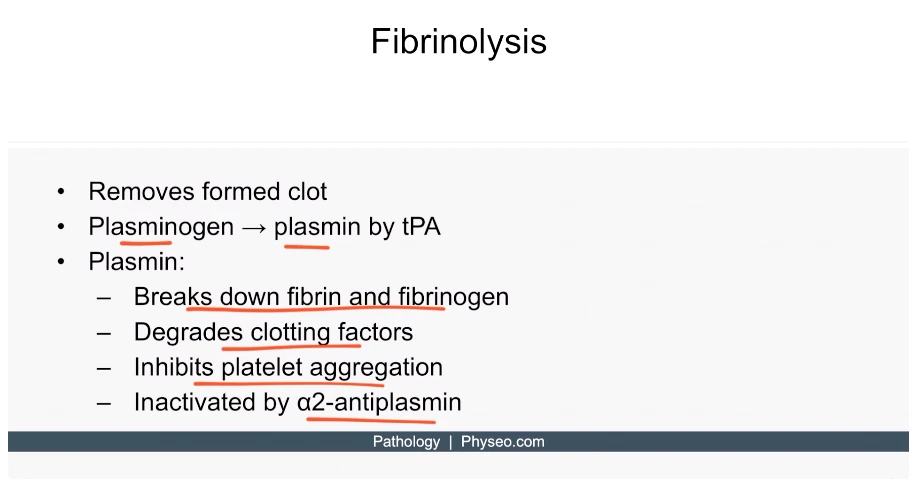 Fibrinolysis
• Removes formed clot
• Plasminogen → plasmin by tPA
• Plasmin:
– Breaks down fibrin and fibrinogen
– Degrades clotting factors
– Inhibits platelet aggregation
– Inactivated by α2-antiplasmin
Pathology | Physeo.com